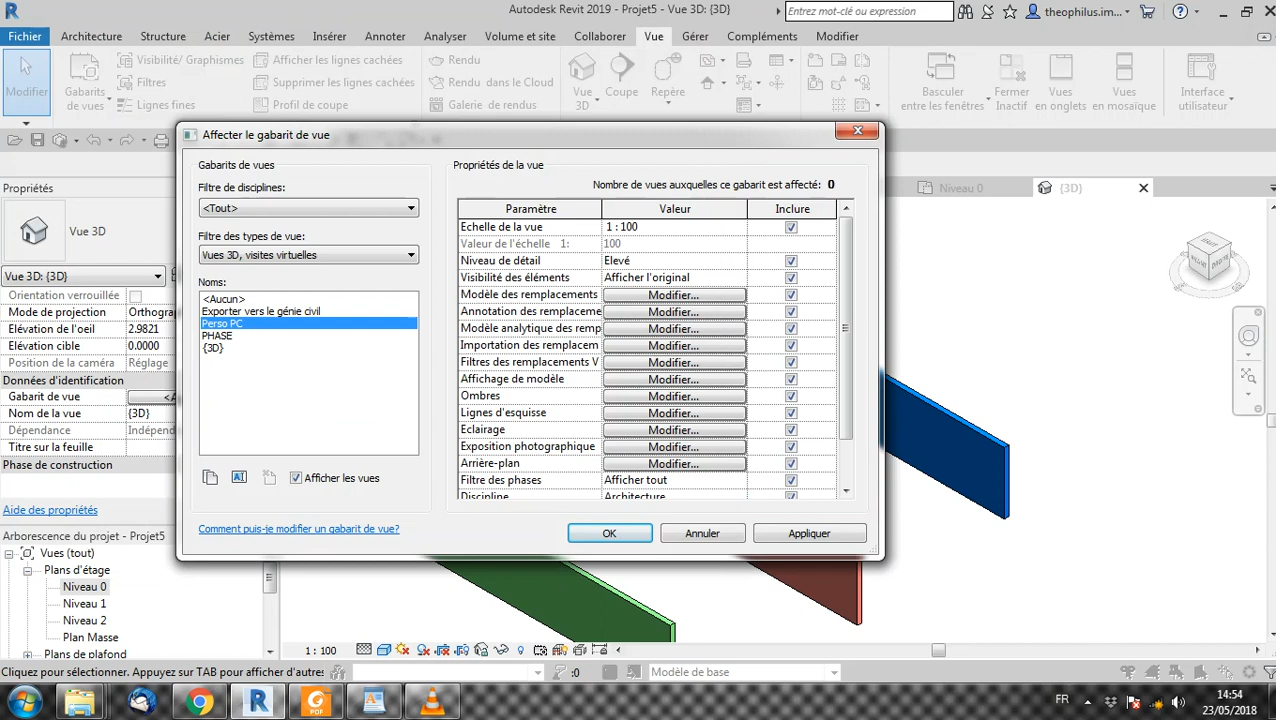 Autodesk Revit 2019 - Projet5 - Vue 3D: {3D}
Entrez mot-clé ou expression
theophilus.im...
Fichier Architecture Structure Acier Systèmes Insérer Annoter Analyser Volume et site Collaborer Vue Gérer Compléments Modifier
Modifier
Gabarits
de vues
Visibilité/ Graphismes
Filtres
Lignes fines
Afficher les lignes cachées
Supprimer les lignes cachées
Profil de coupe
Rendu
Rendu dans le Cloud
Galerie de rendus
Vue
3D
Coupe
Repère
Basculer
entre les fenêtres
Fermer
Inactif
Vues
en onglets
Vues
en mosaïque
Interface
utilisateur
Niveau 0
{3D}
Propriétés
Vue 3D
Vue 3D: {3D}
Orientation verrouillée
Mode de projection Orthog
Elévation de l'oeil 2.9821
Elévation cible 0.0000
Position de la caméra Réglage
Données d'identification
Gabarit de vue <A
Nom de la vue {3D}
Dépendance Indépend
Titre sur la feuille
Phase de construction
Aide des propriétés
Arborescence du projet - Projet5
Vues (tout)
Plans d'étage
Niveau 0
Niveau 1
Niveau 2
Plan Masse
Plans de plafond
Affecter le gabarit de vue
Gabarits de vues
Filtre de disciplines:
<Tout>
Filtre des types de vue:
Vues 3D, visites virtuelles
Noms:
<Aucun>
Exporter vers le génie civil
Perso PC
PHASE
{3D}
Afficher les vues
Comment puis-je modifier un gabarit de vue?
Propriétés de la vue
Nombre de vues auxquelles ce gabarit est affecté: 0
Paramètre Valeur Inclure
Echelle de la vue 1 : 100
Valeur de l'échelle 1: 100
Niveau de détail Elevé
Visibilité des éléments Afficher l'original
Modèle des remplacements Modifier...
Annotation des remplacemen Modifier...
Modèle analytique des remp Modifier...
Importation des remplacem Modifier...
Filtres des remplacements V Modifier...
Affichage de modèle Modifier...
Ombres Modifier...
Lignes d'esquisse Modifier...
Eclairage Modifier...
Exposition photographique Modifier...
Arrière-plan Modifier...
Filtre des phases Afficher tout
Discipline Architecture
OK Annuler Appliquer
1 : 100
Cliquez pour sélectionner. Appuyez sur TAB pour afficher d'autres
:0
Modèle de base
FR
14:54
23/05/2018